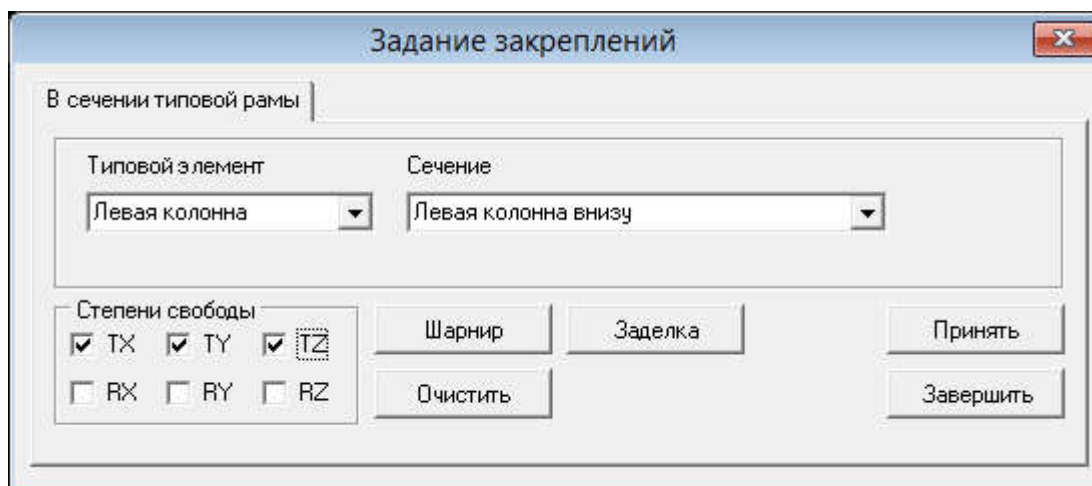 Задание закреплений
В сечении типовой рамы
Типовой элемент Сечение
Левая колонна Левая колонна внизу
Степени свободы
TX TY TZ Шарнир Заделка Принять
RX RY RZ Очистить Завершить